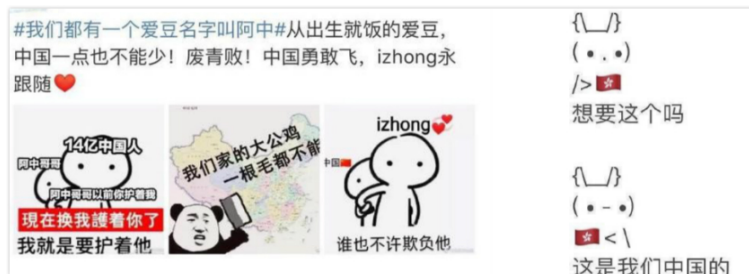 #我们都有一个爱豆名字叫阿中#从出生就饭的爱豆，
中国一点也不能少！废青败！中国勇敢飞，izhong永
跟随❤️
14亿中国人
阿中哥哥
阿中哥哥以前你护着我
現在换我護着你了
我就是要护着他
我们家的大公鸡
一根毛都不能
izhong💞
中国🇨🇳
谁也不许欺负他
{\__/}
( • . •)
/>🇭🇰
想要这个吗
{\__/}
( • - •)
🇭🇰< \
这是我们中国的